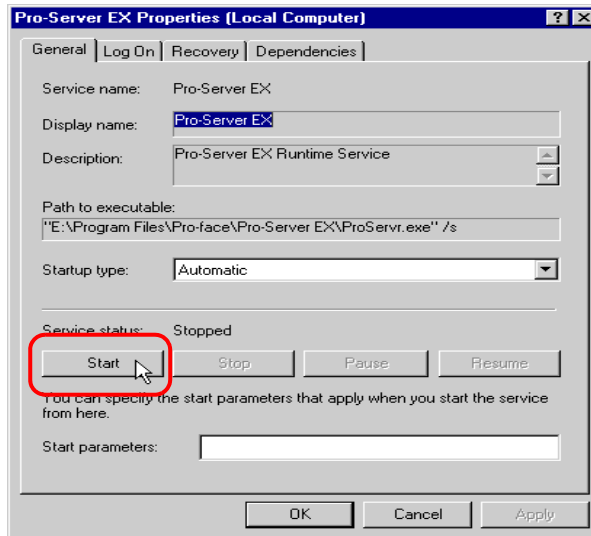 Pro-Server EX Properties (Local Computer)
General Log On Recovery Dependencies
Service name: Pro-Server EX
Display name: Pro-Server EX
Description: Pro-Server EX Runtime Service
Path to executable:
"E:\Program Files\Pro-face\Pro-Server EX\ProServr.exe" /s
Startup type: Automatic
Service status: Stopped
Start Stop Pause Resume
You can specify the start parameters that apply when you start the service
from here.
Start parameters:
OK Cancel Apply